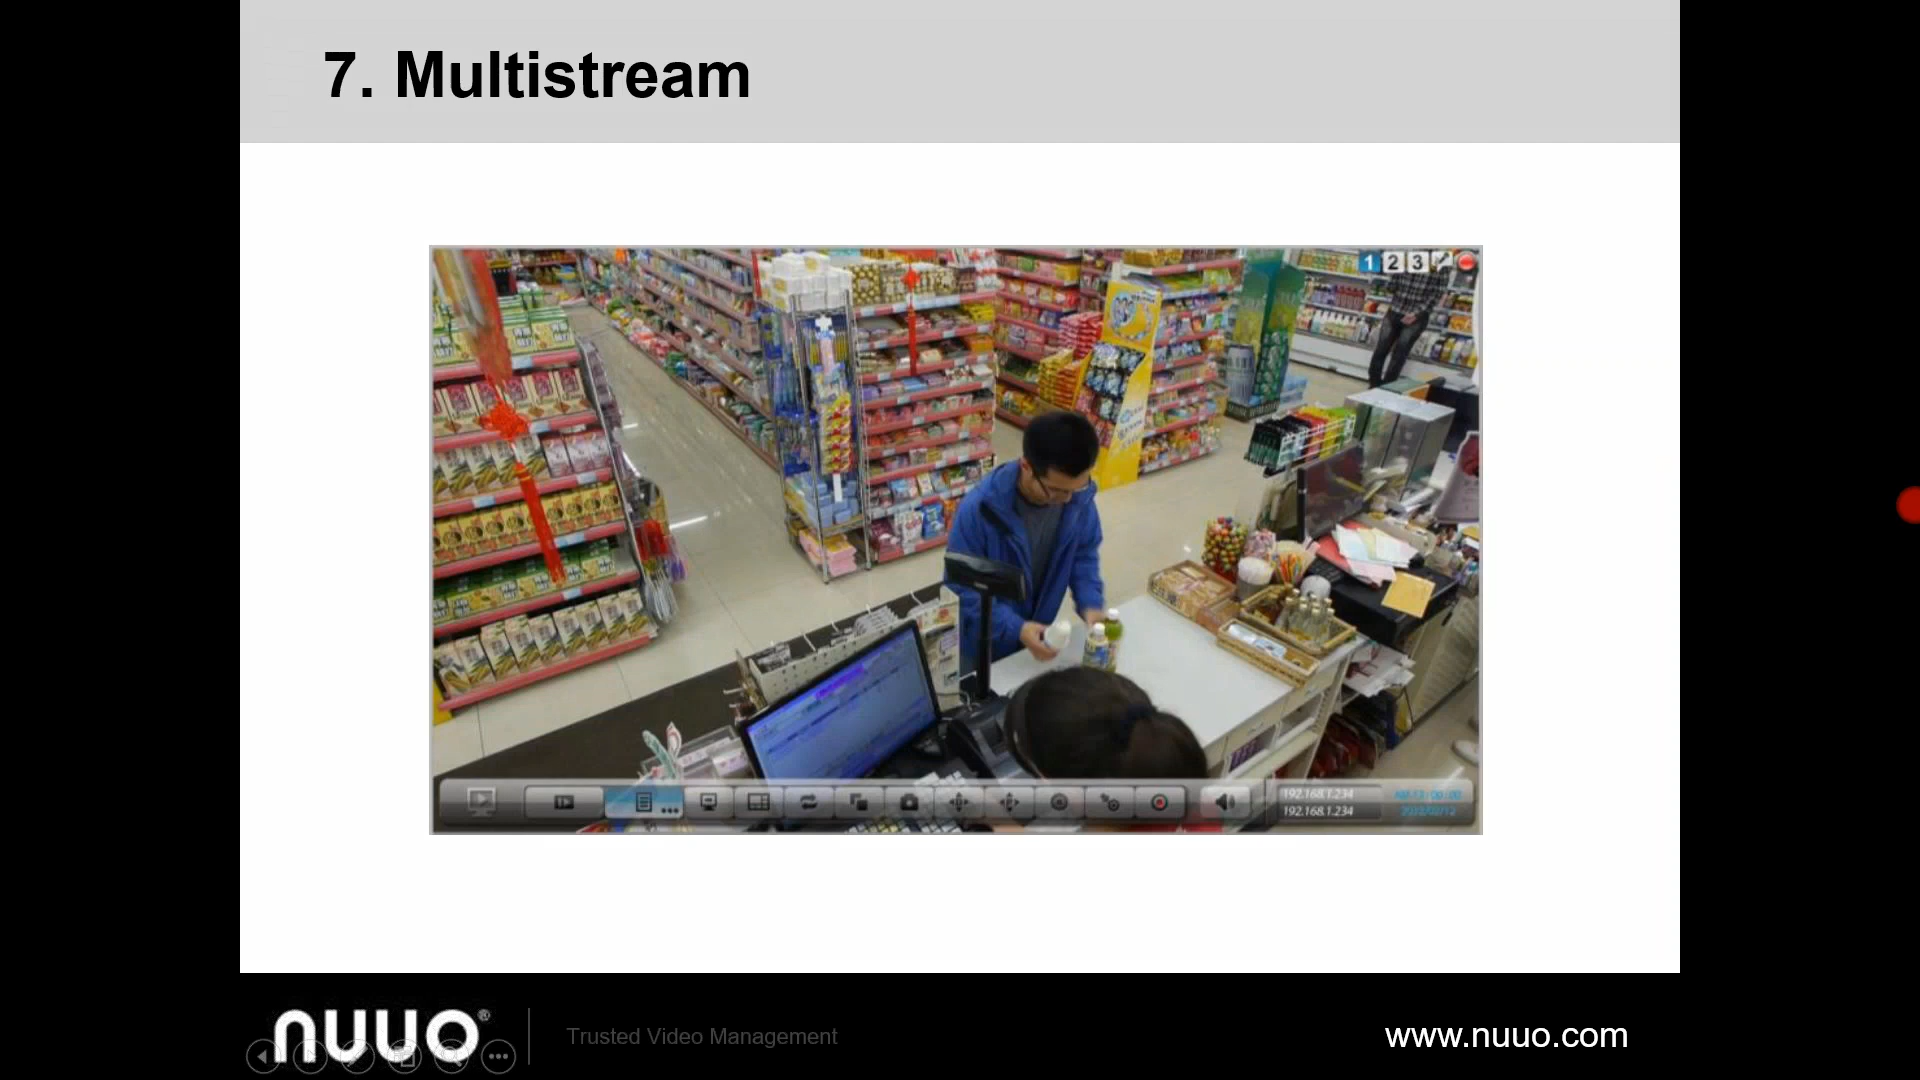 7. Multistream
1 2 3
192.168.1.234
192.168.1.234
nuuo®
Trusted Video Management
www.nuuo.com